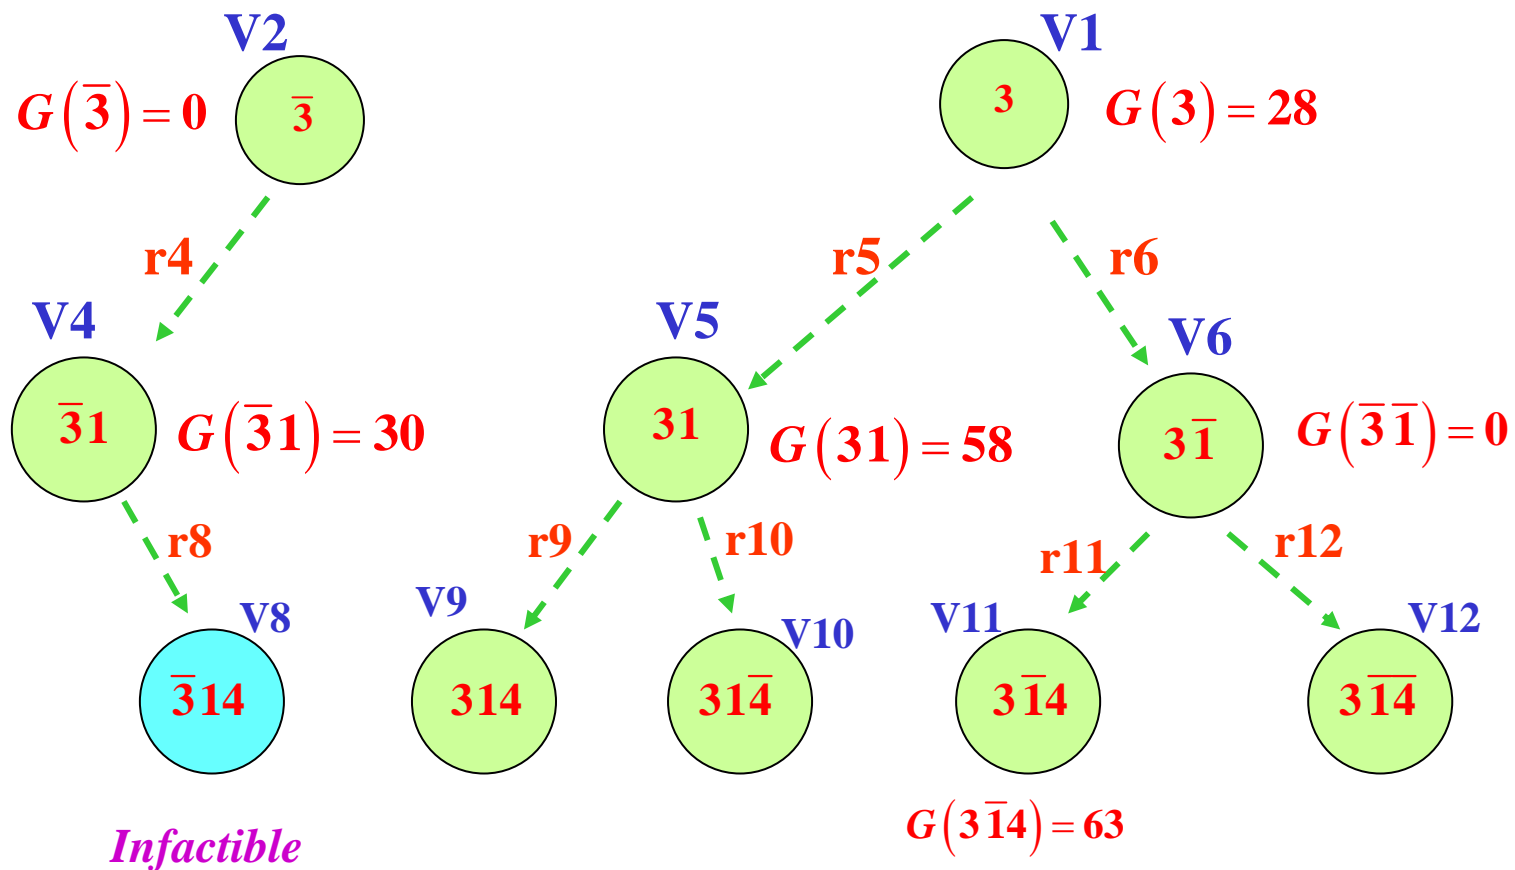 V2
V1
G(3̅) = 0
3̅
3
G(3) = 28
r4
r5
r6
V4
V5
V6
3̅1
G(3̅1) = 30
31
G(31) = 58
31̅
G(3̅ 1̅) = 0
r8
r9
r10
r11
r12
V8
V9
V10
V11
V12
3̅14
314
314̅
31̅4
31̅4̅
Infactible
G(31̅4) = 63